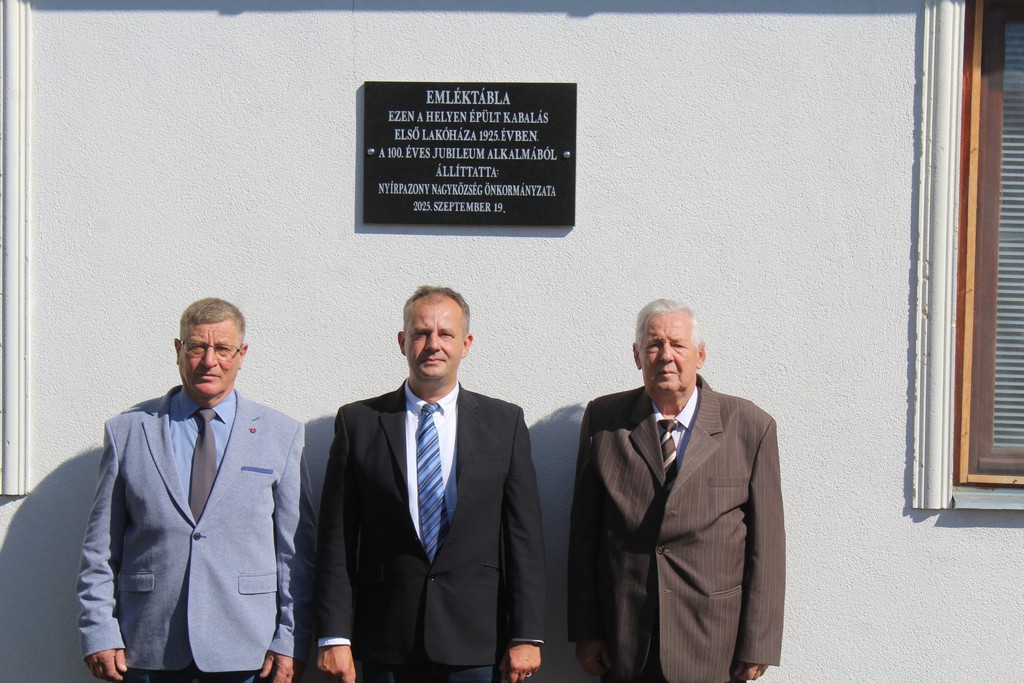 EMLÉKTÁBLA
EZEN A HELYEN ÉPÜLT KABALÁS
ELSŐ LAKÓHÁZA 1925. ÉVBEN.
A 100. ÉVES JUBILEUM ALKALMÁBÓL
ÁLLÍTTATTA:
NYÍRPAZONY NAGYKÖZSÉG ÖNKORMÁNYZATA
2025. SZEPTEMBER 19.